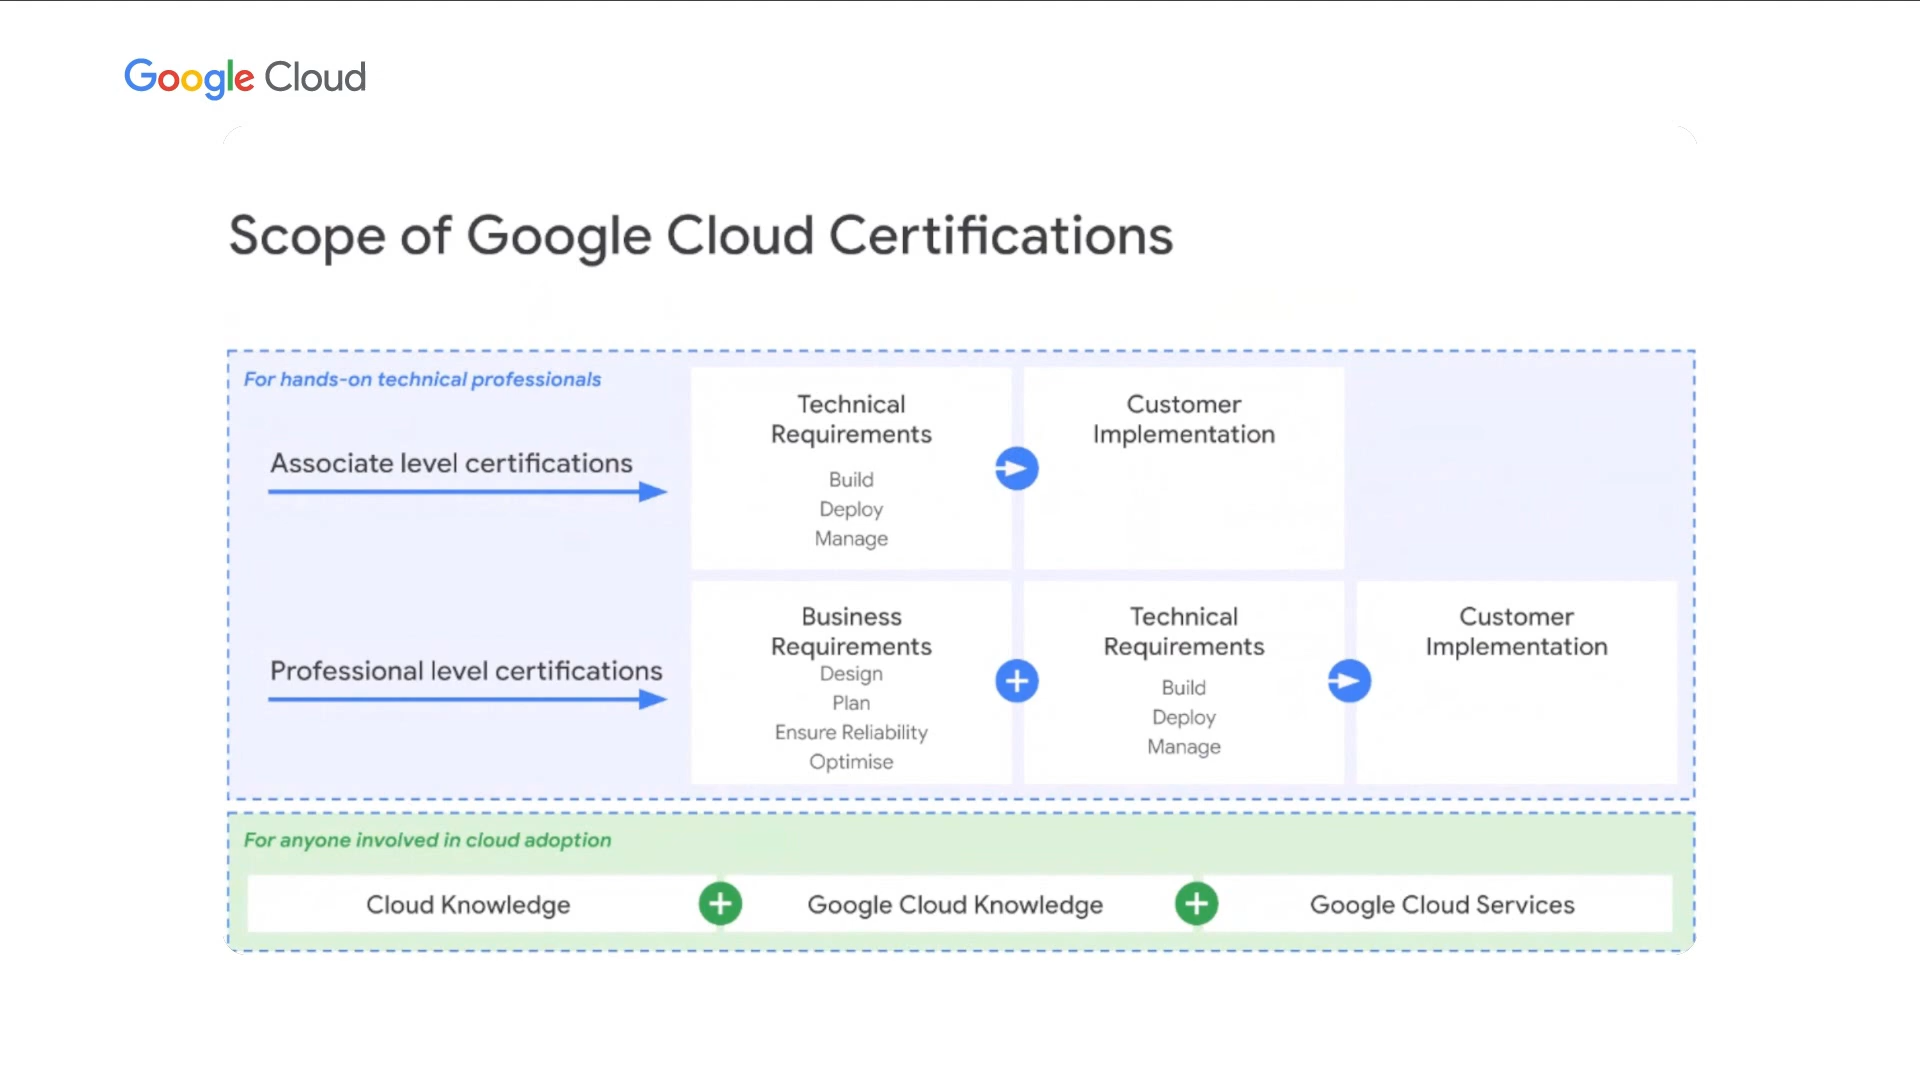 Google Cloud
Scope of Google Cloud Certifications
For hands-on technical professionals
Associate level certifications
Technical
Requirements
Build
Deploy
Manage
Customer
Implementation
Professional level certifications
Business
Requirements
Design
Plan
Ensure Reliability
Optimise
Technical
Requirements
Build
Deploy
Manage
Customer
Implementation
For anyone involved in cloud adoption
Cloud Knowledge
Google Cloud Knowledge
Google Cloud Services